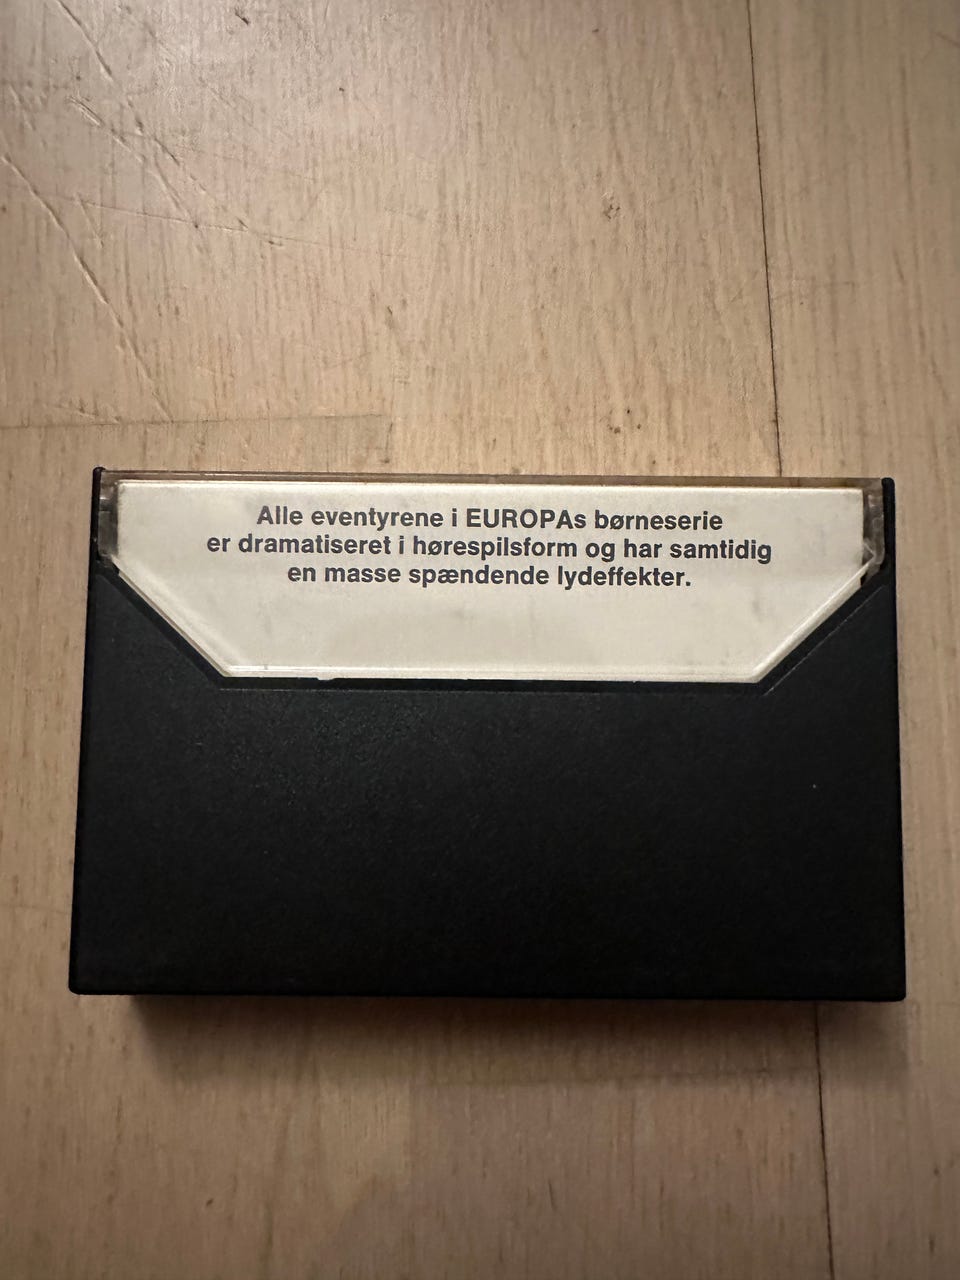 Alle eventyrene i EUROPAs børneserie
er dramatiseret i hørespilsform og har samtidig
en masse spændende lydeffekter.